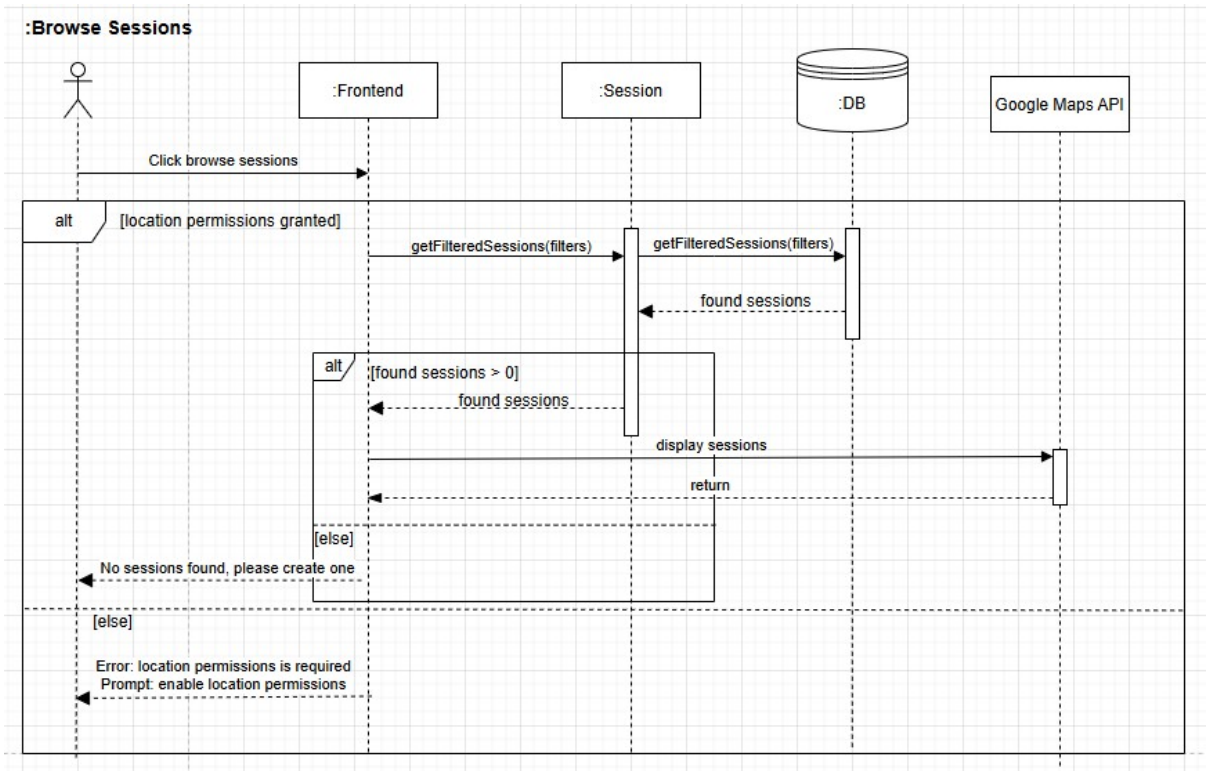 :Browse Sessions
:Frontend
:Session
:DB
Google Maps API
Click browse sessions
alt
[location permissions granted]
getFilteredSessions(filters)
getFilteredSessions(filters)
found sessions
alt
[found sessions > 0]
found sessions
display sessions
return
[else]
No sessions found, please create one
[else]
Error: location permissions is required
Prompt: enable location permissions